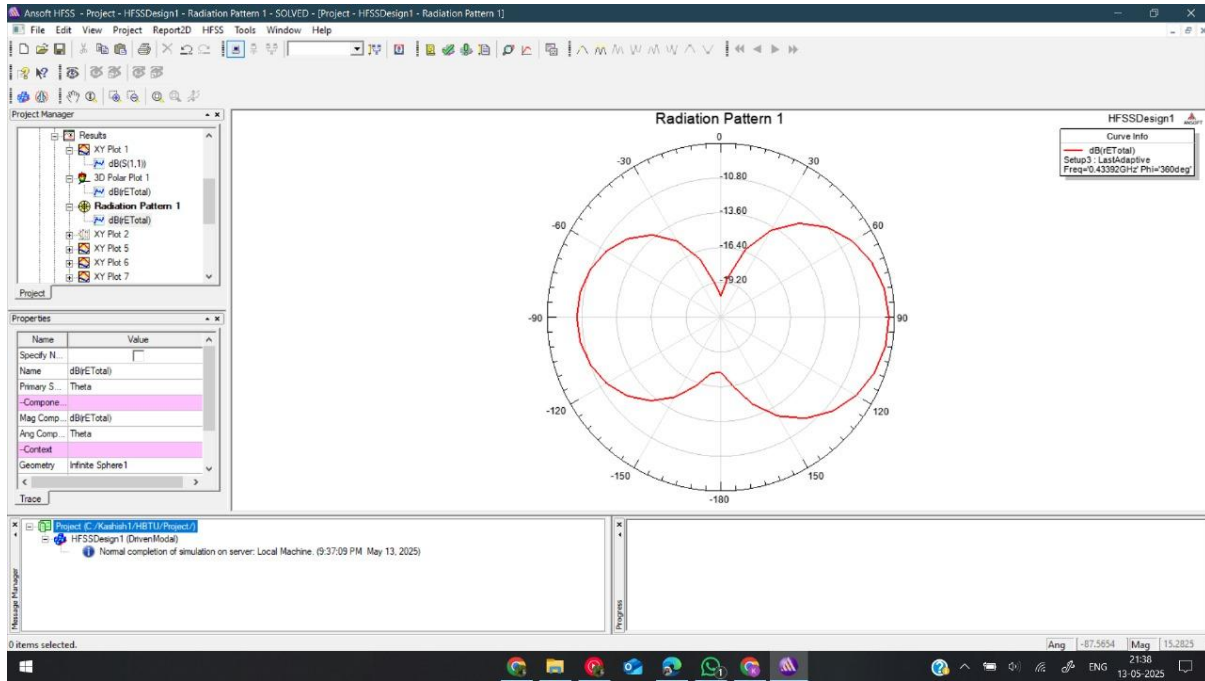 Ansoft HFSS - Project - HFSSDesign1 - Radiation Pattern 1 - SOLVED - [Project - HFSSDesign1 - Radiation Pattern 1]
File Edit View Project Report2D HFSS Tools Window Help
Project Manager
Results
XY Plot 1
dB(S(1,1))
3D Polar Plot 1
dB(rETotal)
Radiation Pattern 1
dB(rETotal)
XY Plot 2
XY Plot 5
XY Plot 6
XY Plot 7
Project
Properties
Name Value
Specify N...
Name dB(rETotal)
Primary S... Theta
-Compone...
Mag Comp... dB(rETotal)
Ang Comp... Theta
-Context
Geometry Infinite Sphere1
Trace
Radiation Pattern 1
HFSSDesign1
ANSOFT
Curve Info
dB(rETotal)
Setup3 : LastAdaptive
Freq='0.43392GHz' Phi='360deg'
0
-30 30
-10.80
-13.60
-60 60
-16.40
-19.20
-90 90
-120 120
-150 150
-180
Message Manager
Project (C:/Kashish1/HBTU/Project/)
HFSSDesign1 (DrivenModal)
Normal completion of simulation on server: Local Machine. (9:37:09 PM May 13, 2025)
Progress
0 items selected.
Ang -87.5654 Mag 15.2825
1
ENG
21:38
13-05-2025